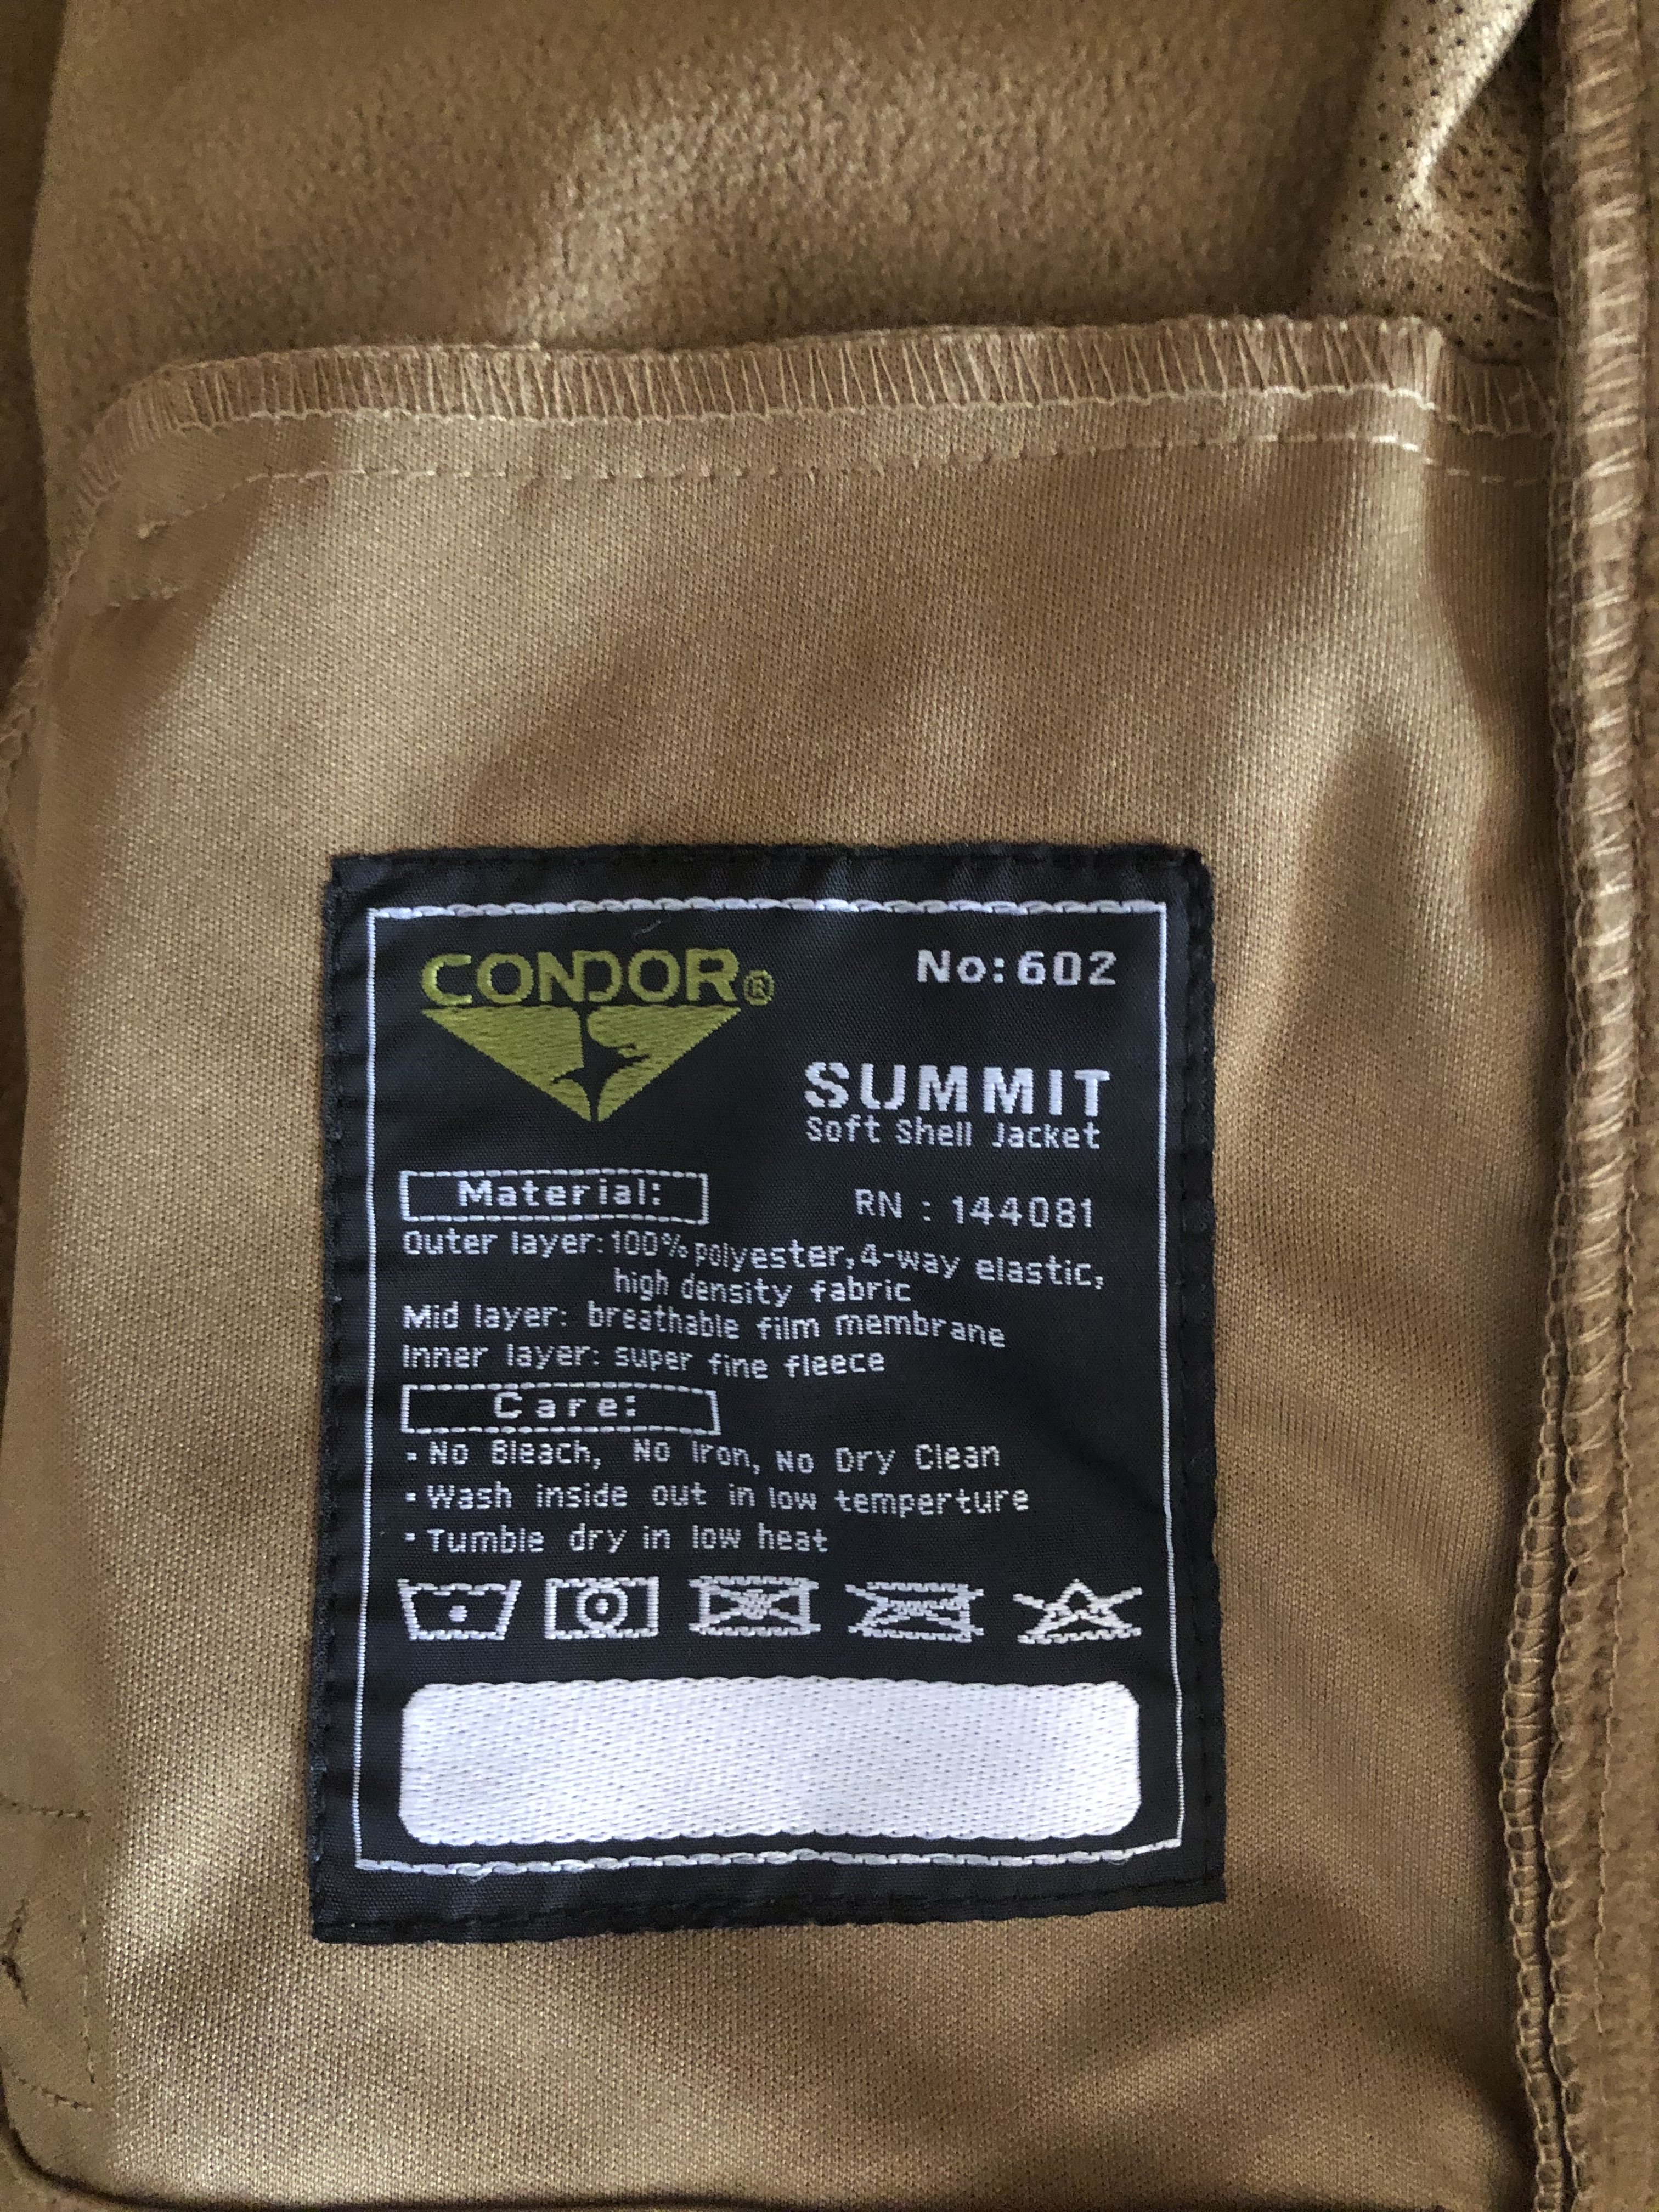 CONDOR®
No:602
SUMMIT
Soft Shell Jacket
Material:
RN : 144081
Outer layer:100% polyester,4-way elastic,
high density fabric
Mid layer: breathable film membrane
Inner layer: super fine fleece
Care:
• No Bleach, No Iron, No Dry Clean
• Wash inside out in low temperture
• Tumble dry in low heat